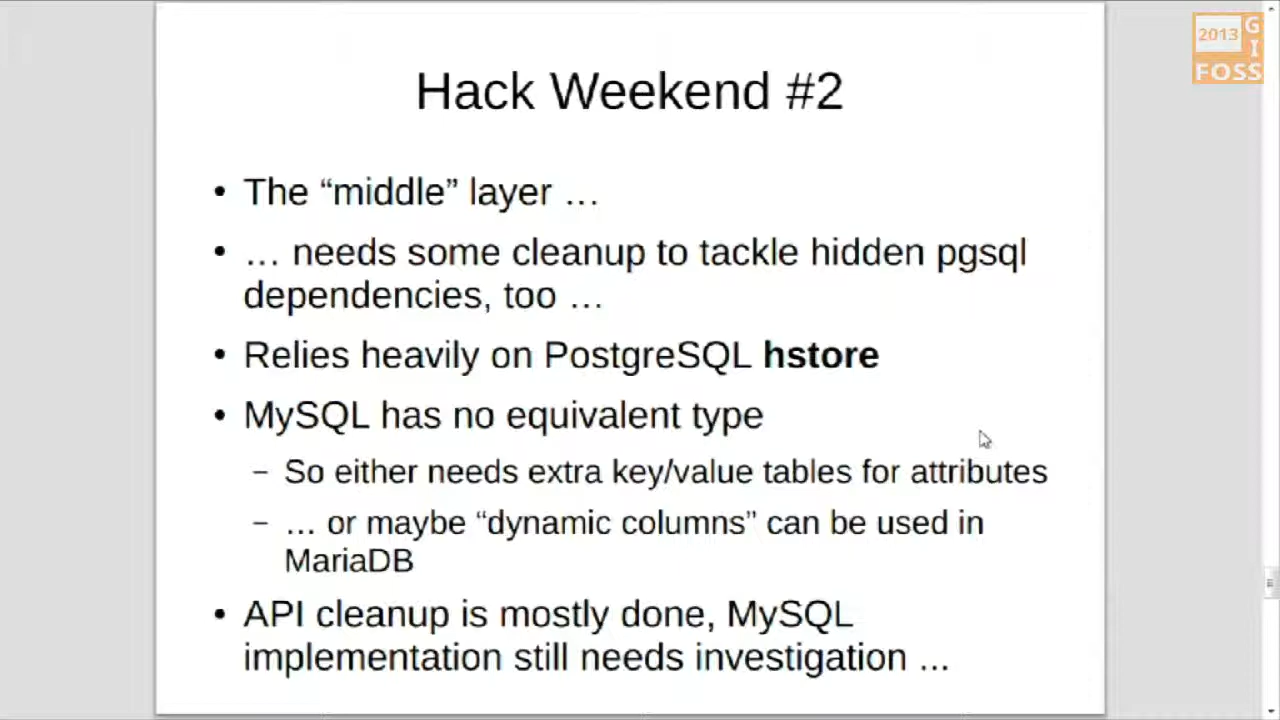 2013
G
I
FOSS
Hack Weekend #2
• The “middle” layer …
• … needs some cleanup to tackle hidden pgsql
dependencies, too …
• Relies heavily on PostgreSQL hstore
• MySQL has no equivalent type
– So either needs extra key/value tables for attributes
– … or maybe “dynamic columns” can be used in
MariaDB
• API cleanup is mostly done, MySQL
implementation still needs investigation ...